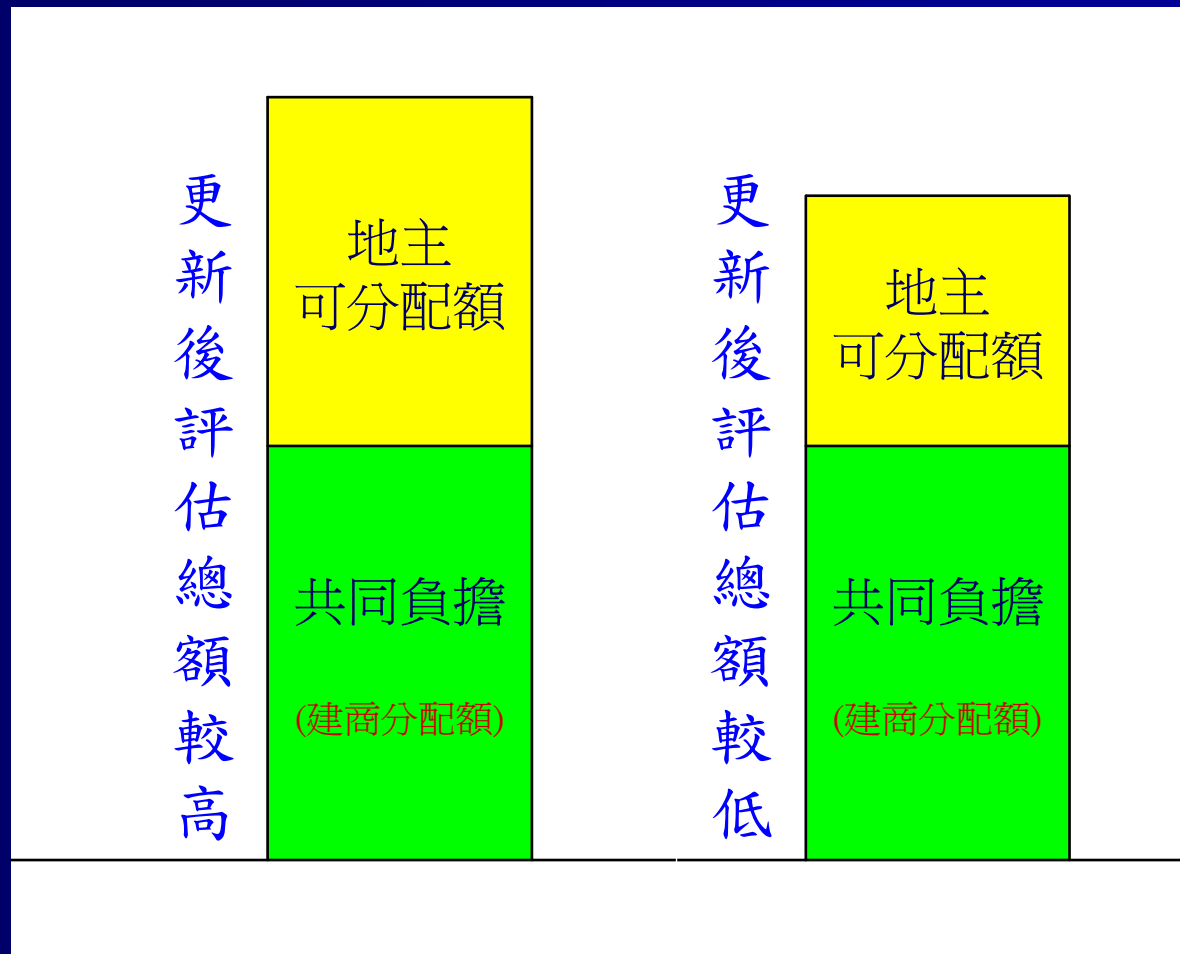 更新後評估總額較高
地主
可分配額
共同負擔
(建商分配額)
更新後評估總額較低
地主
可分配額
共同負擔
(建商分配額)